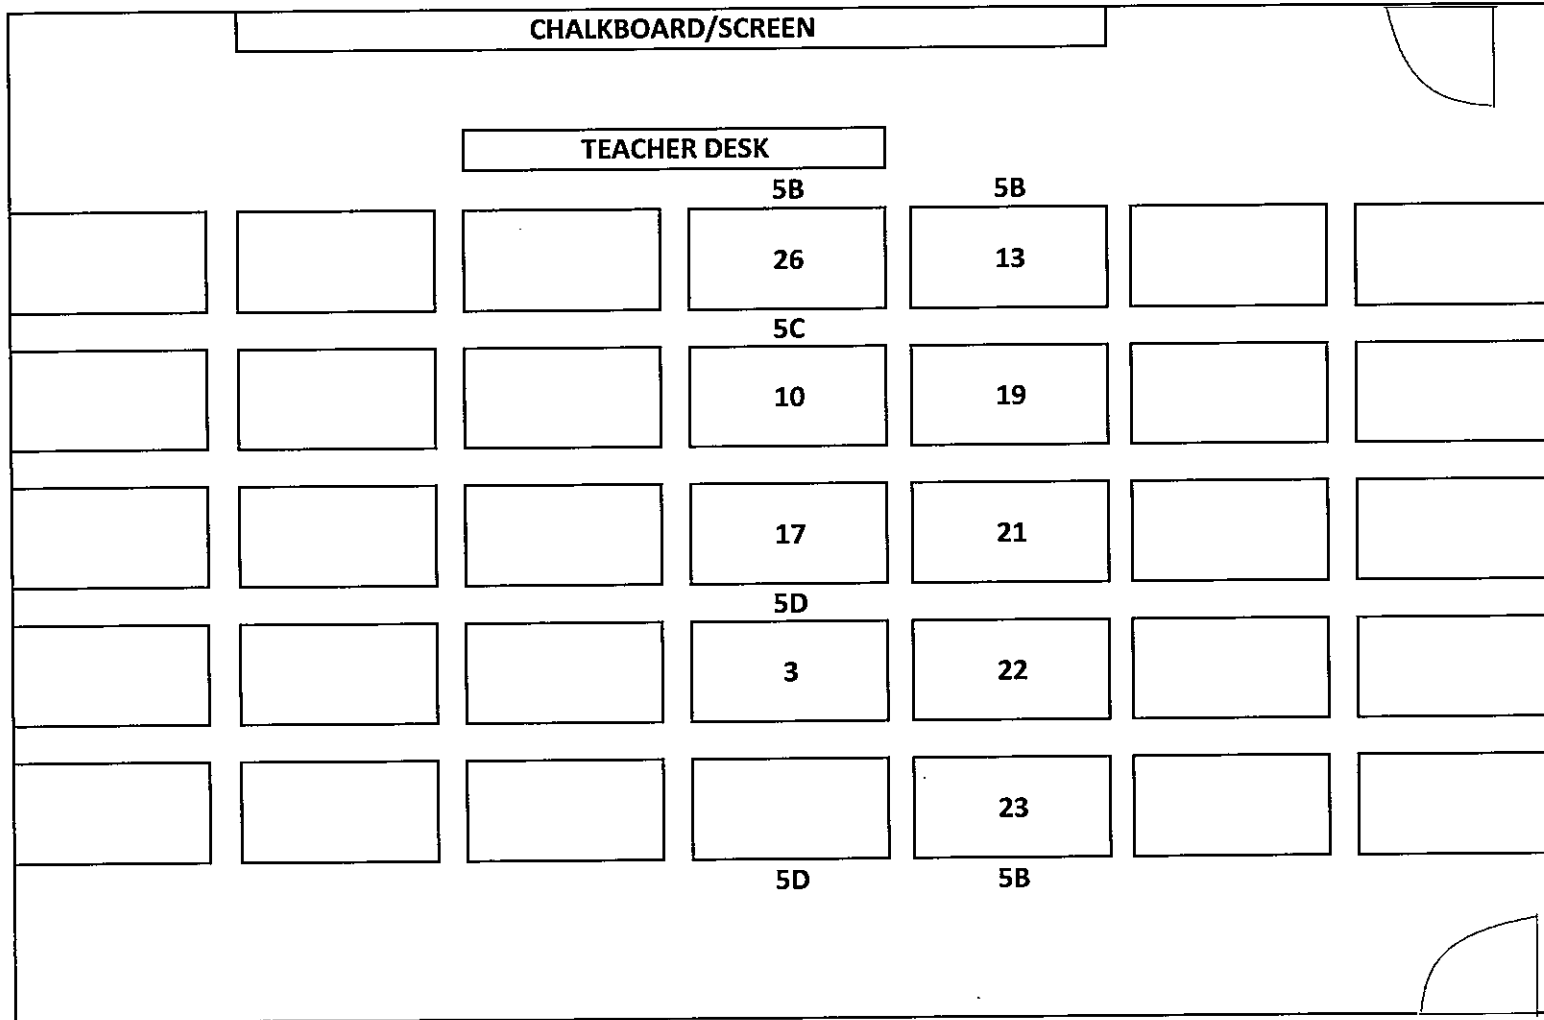 CHALKBOARD/SCREEN
TEACHER DESK
5B 5B
26 13
5C
10 19
17 21
5D
3 22
23
5D 5B